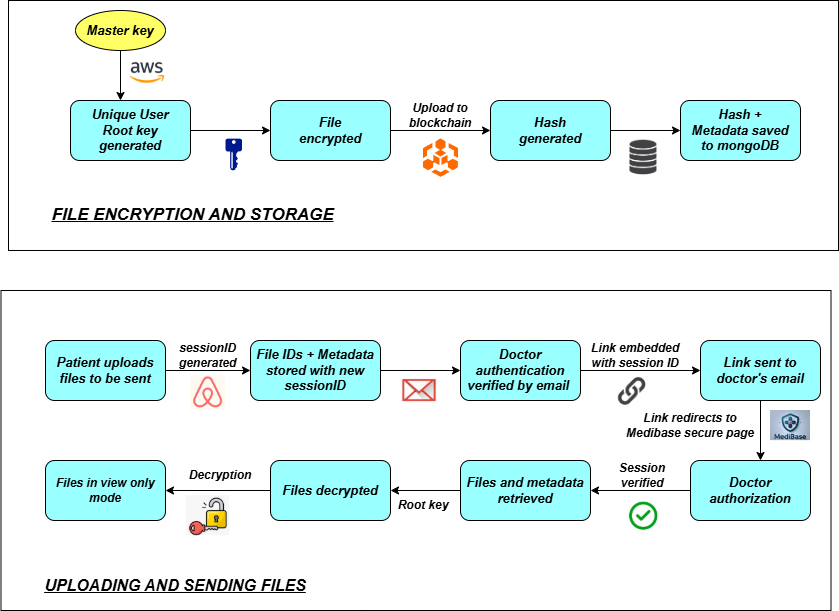 Master key
aws
Unique User
Root key
generated
File
encrypted
Upload to
blockchain
Hash
generated
Hash +
Metadata saved
to mongoDB
FILE ENCRYPTION AND STORAGE
Patient uploads
files to be sent
sessionID
generated
File IDs + Metadata
stored with new
sessionID
Doctor
authentication
verified by email
Link embedded
with session ID
Link sent to
doctor's email
Link redirects to
Medibase secure page
MediBase
Doctor
authorization
Session
verified
Files and metadata
retrieved
Root key
Files decrypted
Decryption
Files in view only
mode
UPLOADING AND SENDING FILES